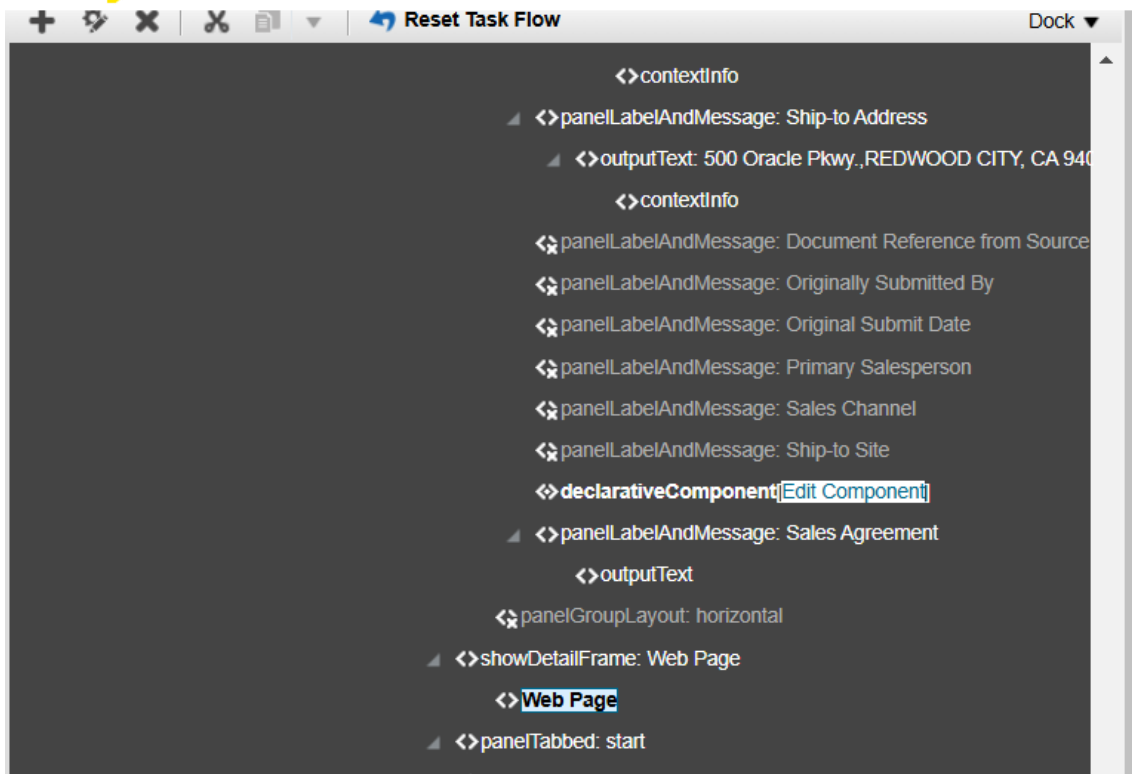 Reset Task Flow Dock
<>contextInfo
<>panelLabelAndMessage: Ship-to Address
<>outputText: 500 Oracle Pkwy.,REDWOOD CITY, CA 940
<>contextInfo
panelLabelAndMessage: Document Reference from Source
panelLabelAndMessage: Originally Submitted By
panelLabelAndMessage: Original Submit Date
panelLabelAndMessage: Primary Salesperson
panelLabelAndMessage: Sales Channel
panelLabelAndMessage: Ship-to Site
declarativeComponent[Edit Component]
<>panelLabelAndMessage: Sales Agreement
<>outputText
panelGroupLayout: horizontal
<>showDetailFrame: Web Page
<>Web Page
<>panelTabbed: start